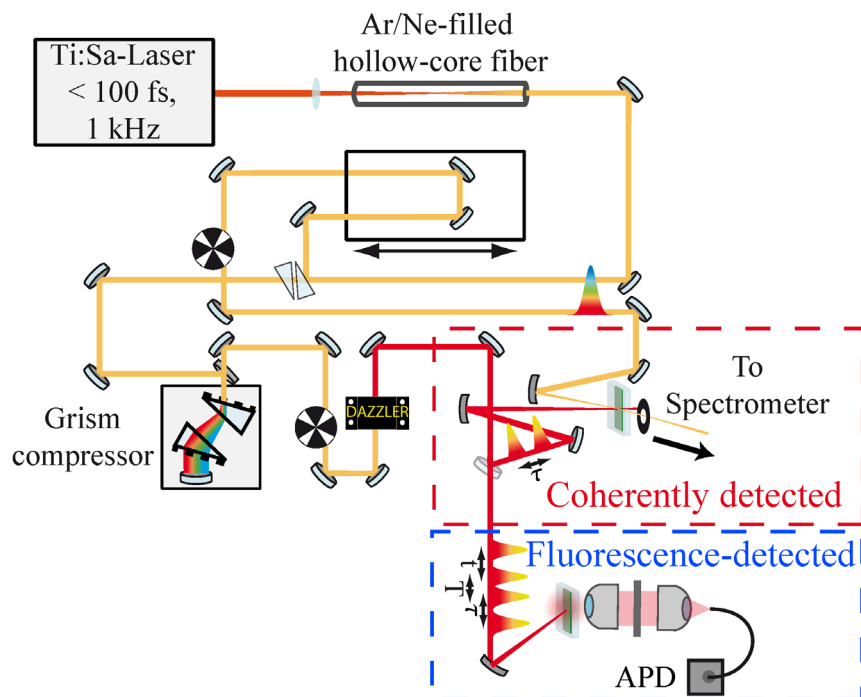 Ti:Sa-Laser
< 100 fs,
1 kHz
Ar/Ne-filled
hollow-core fiber
Grism
compressor
DAZZLER
To
Spectrometer
τ
Coherently detected
Fluorescence-detected
t
T
τ
APD